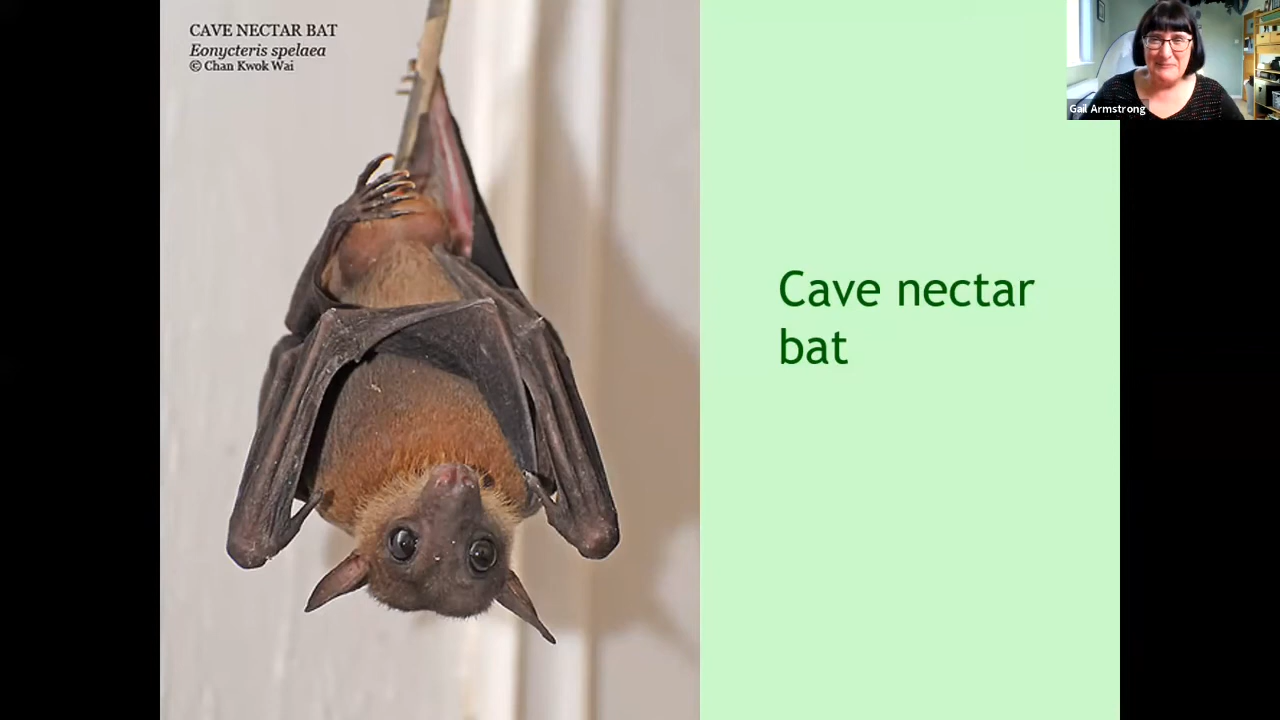 CAVE NECTAR BAT
Eonycteris spelaea
© Chan Kwok Wai
Cave nectar
bat
Gail Armstrong